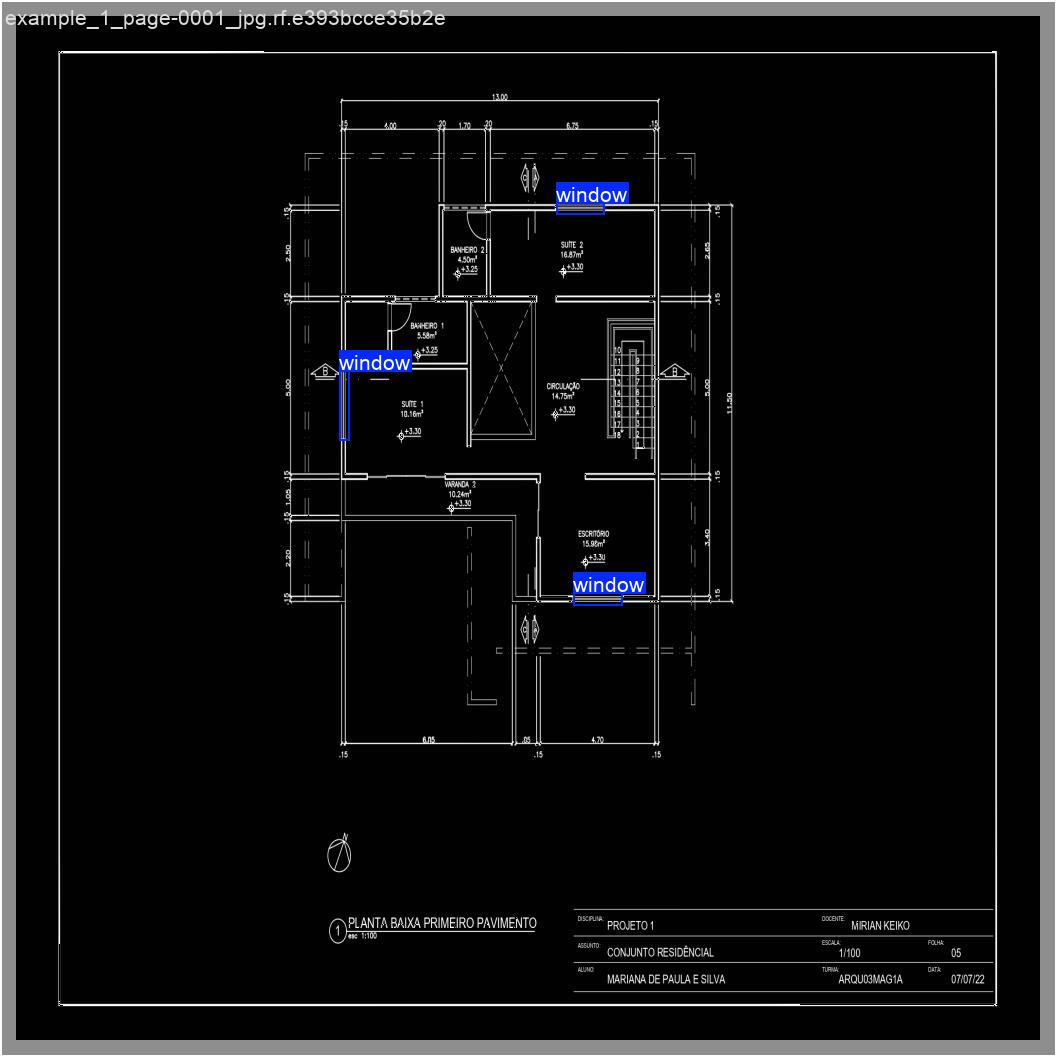 example_1_page-0001_jpg.rf.e393bcce35b2e
13.00
.15 4.00 .20 1.70 .20 6.75 .15
C A
window
.15 .15
2.50 2.65
BANHEIRO 2
4.50m²
+3.25
SUÍTE 2
16.87m²
+3.30
.15 .15
BANHEIRO 1
5.58m²
+3.25
window
B B
5.00 5.00
11.50
SUÍTE 1
10.16m²
+3.30
CIRCULAÇÃO
14.75m²
+3.30
10
11 9
12 8
13 7
14 6
15 5
16 4
17 3
18 2
1
.15 .15
VARANDA 2
10.24m²
+3.30
1.05
.15
ESCRITÓRIO
15.98m²
+3.30
3.40
2.20
window
.15 .15
C A
6.85 .85 4.70
.15 .15 .15
N
1 PLANTA BAIXA PRIMEIRO PAVIMENTO
esc 1:100
DISCIPLINA: PROJETO 1 DOCENTE: MIRIAN KEIKO
ASSUNTO: CONJUNTO RESIDÊNCIAL ESCALA: 1/100 FOLHA: 05
ALUNO: MARIANA DE PAULA E SILVA TURMA: ARQU03MAG1A DATA: 07/07/22